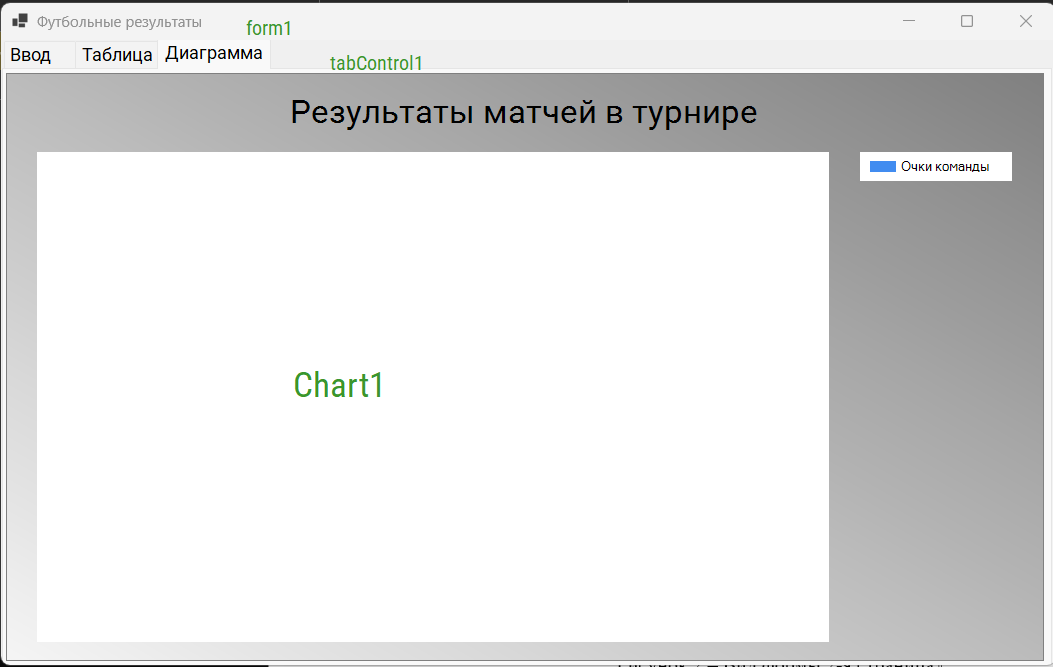 Футбольные результаты
form1
Ввод Таблица Диаграмма
tabControl1
Результаты матчей в турнире
Очки команды
Chart1